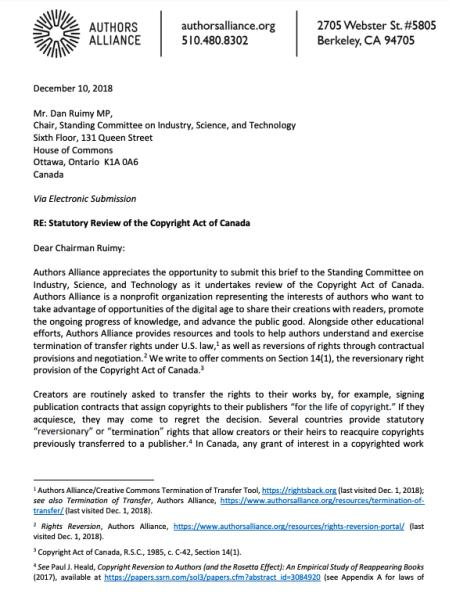 AUTHORS
ALLIANCE
authorsalliance.org
510.480.8302
2705 Webster St. #5805
Berkeley, CA 94705
December 10, 2018
Mr. Dan Ruimy MP,
Chair, Standing Committee on Industry, Science, and Technology
Sixth Floor, 131 Queen Street
House of Commons
Ottawa, Ontario K1A 0A6
Canada
Via Electronic Submission
RE: Statutory Review of the Copyright Act of Canada
Dear Chairman Ruimy:
Authors Alliance appreciates the opportunity to submit this brief to the Standing Committee on
Industry, Science, and Technology as it undertakes review of the Copyright Act of Canada.
Authors Alliance is a nonprofit organization representing the interests of authors who want to
take advantage of opportunities of the digital age to share their creations with readers, promote
the ongoing progress of knowledge, and advance the public good. Alongside other educational
efforts, Authors Alliance provides resources and tools to help authors understand and exercise
termination of transfer rights under U.S. law,1 as well as reversions of rights through contractual
provisions and negotiation.2 We write to offer comments on Section 14(1), the reversionary right
provision of the Copyright Act of Canada.3
Creators are routinely asked to transfer the rights to their works by, for example, signing
publication contracts that assign copyrights to their publishers “for the life of copyright.” If they
acquiesce, they may come to regret the decision. Several countries provide statutory
“reversionary” or “termination” rights that allow creators or their heirs to reacquire copyrights
previously transferred to a publisher.4 In Canada, any grant of interest in a copyrighted work
1 Authors Alliance/Creative Commons Termination of Transfer Tool, https://rightsback.org (last visited Dec. 1, 2018);
see also Termination of Transfer, Authors Alliance, https://www.authorsalliance.org/resources/termination-of-
transfer/ (last visited Dec. 1, 2018).
2 Rights Reversion, Authors Alliance, https://www.authorsalliance.org/resources/rights-reversion-portal/ (last
visited Dec. 1, 2018).
3 Copyright Act of Canada, R.S.C., 1985, c. C-42, Section 14(1).
4 See Paul J. Heald, Copyright Reversion to Authors (and the Rosetta Effect): An Empirical Study of Reappearing Books
(2017), available at https://papers.ssrn.com/sol3/papers.cfm?abstract_id=3084920 (see Appendix A for laws of